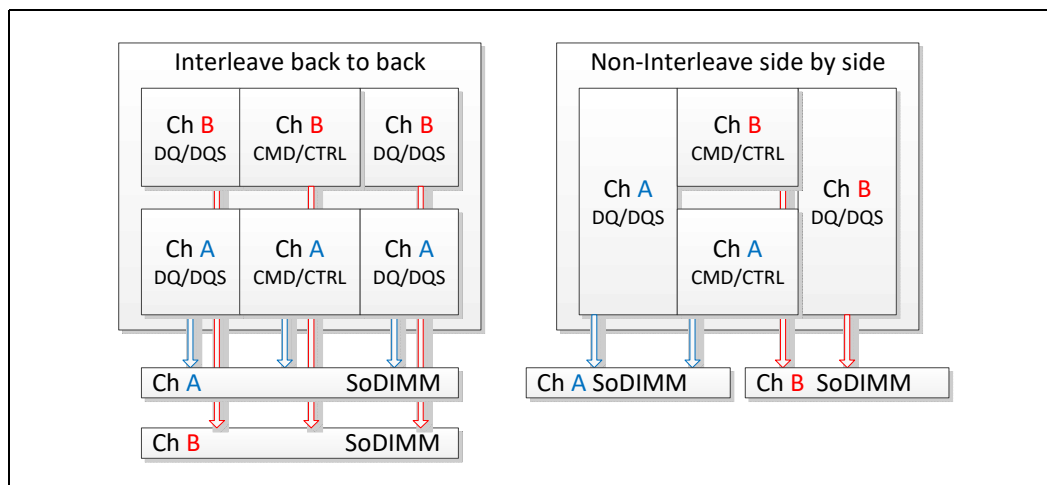 Interleave back to back
Ch B
DQ/DQS
Ch B
CMD/CTRL
Ch B
DQ/DQS
Ch A
DQ/DQS
Ch A
CMD/CTRL
Ch A
DQ/DQS
Ch A SoDIMM
Ch B SoDIMM
Non-Interleave side by side
Ch A
DQ/DQS
Ch B
CMD/CTRL
Ch A
CMD/CTRL
Ch B
DQ/DQS
Ch A SoDIMM
Ch B SoDIMM